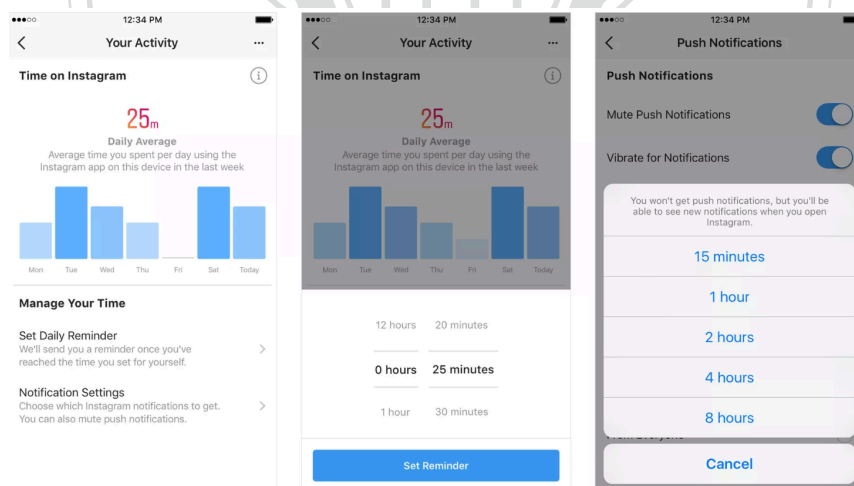 12:34 PM
Your Activity
Time on Instagram
25m
Daily Average
Average time you spent per day using the
Instagram app on this device in the last week
Mon Tue Wed Thu Fri Sat Today
Manage Your Time
Set Daily Reminder
We'll send you a reminder once you've
reached the time you set for yourself.
Notification Settings
Choose which Instagram notifications to get.
You can also mute push notifications.
12:34 PM
Your Activity
Time on Instagram
25m
Daily Average
Average time you spent per day using the
Instagram app on this device in the last week
Mon Tue Wed Thu Fri Sat Today
12 hours 20 minutes
0 hours 25 minutes
1 hour 30 minutes
Set Reminder
12:34 PM
Push Notifications
Push Notifications
Mute Push Notifications
Vibrate for Notifications
You won't get push notifications, but you'll be
able to see new notifications when you open
Instagram.
15 minutes
1 hour
2 hours
4 hours
8 hours
Cancel